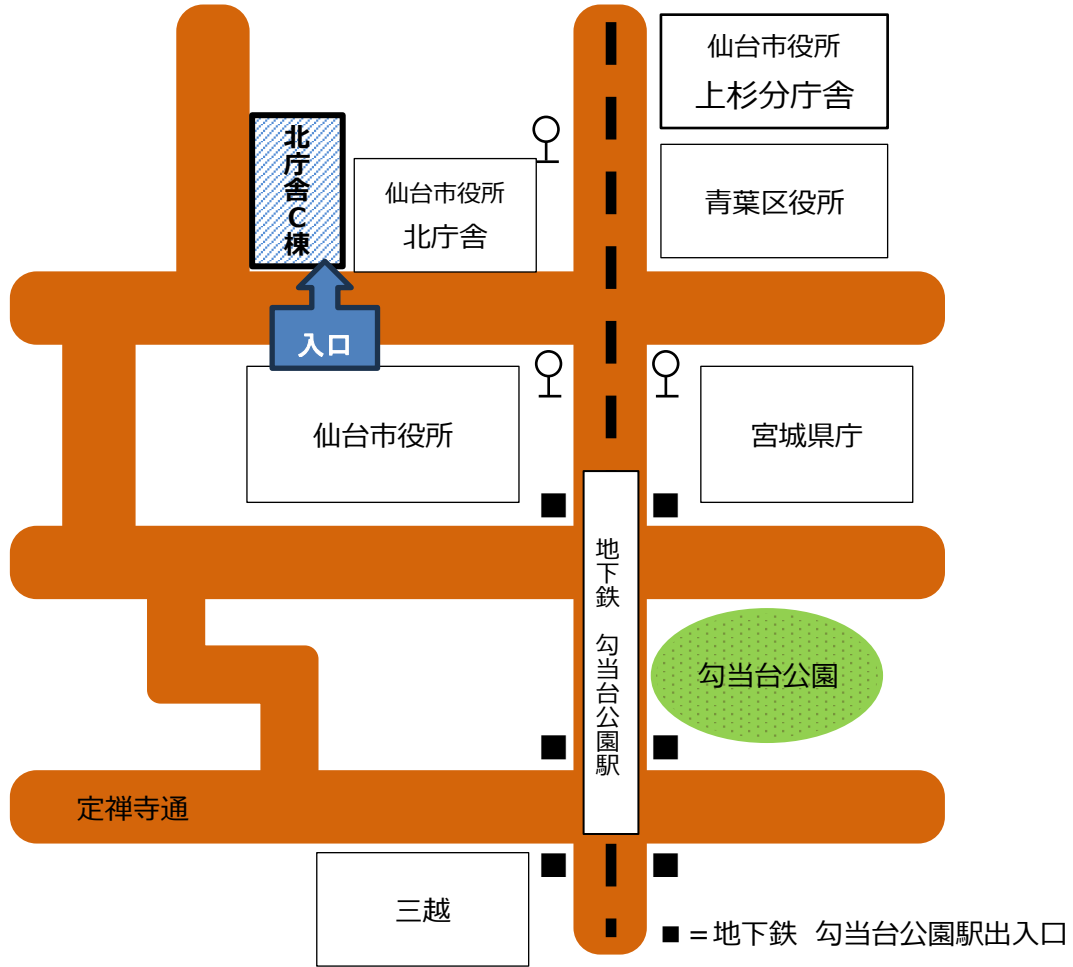 仙台市役所
上杉分庁舎
北庁舎C棟
仙台市役所
北庁舎
青葉区役所
入口
仙台市役所
宮城県庁
地下鉄 勾当台公園駅
勾当台公園
定禅寺通
三越
■ =地下鉄 勾当台公園駅出入口